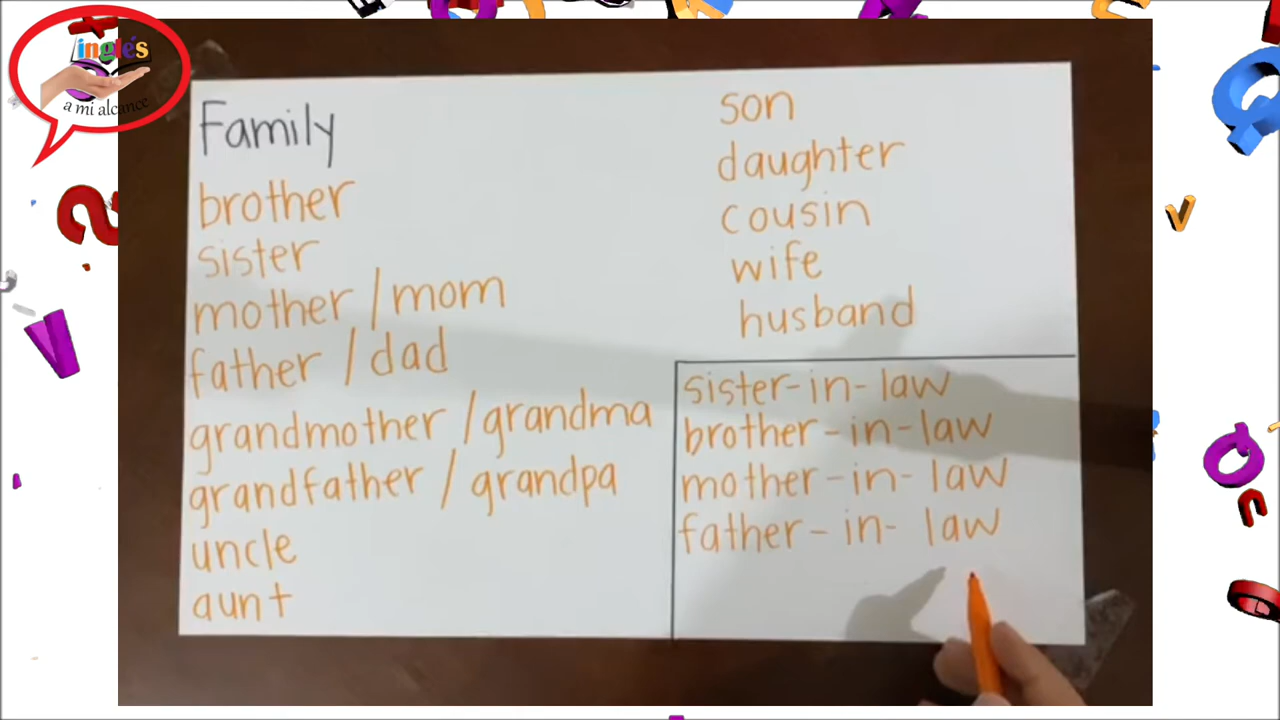 inglés
a mi alcance
Family
brother
sister
mother / mom
father / dad
grandmother / grandma
grandfather / grandpa
uncle
aunt
son
daughter
cousin
wife
husband
sister-in-law
brother-in-law
mother-in-law
father-in-law